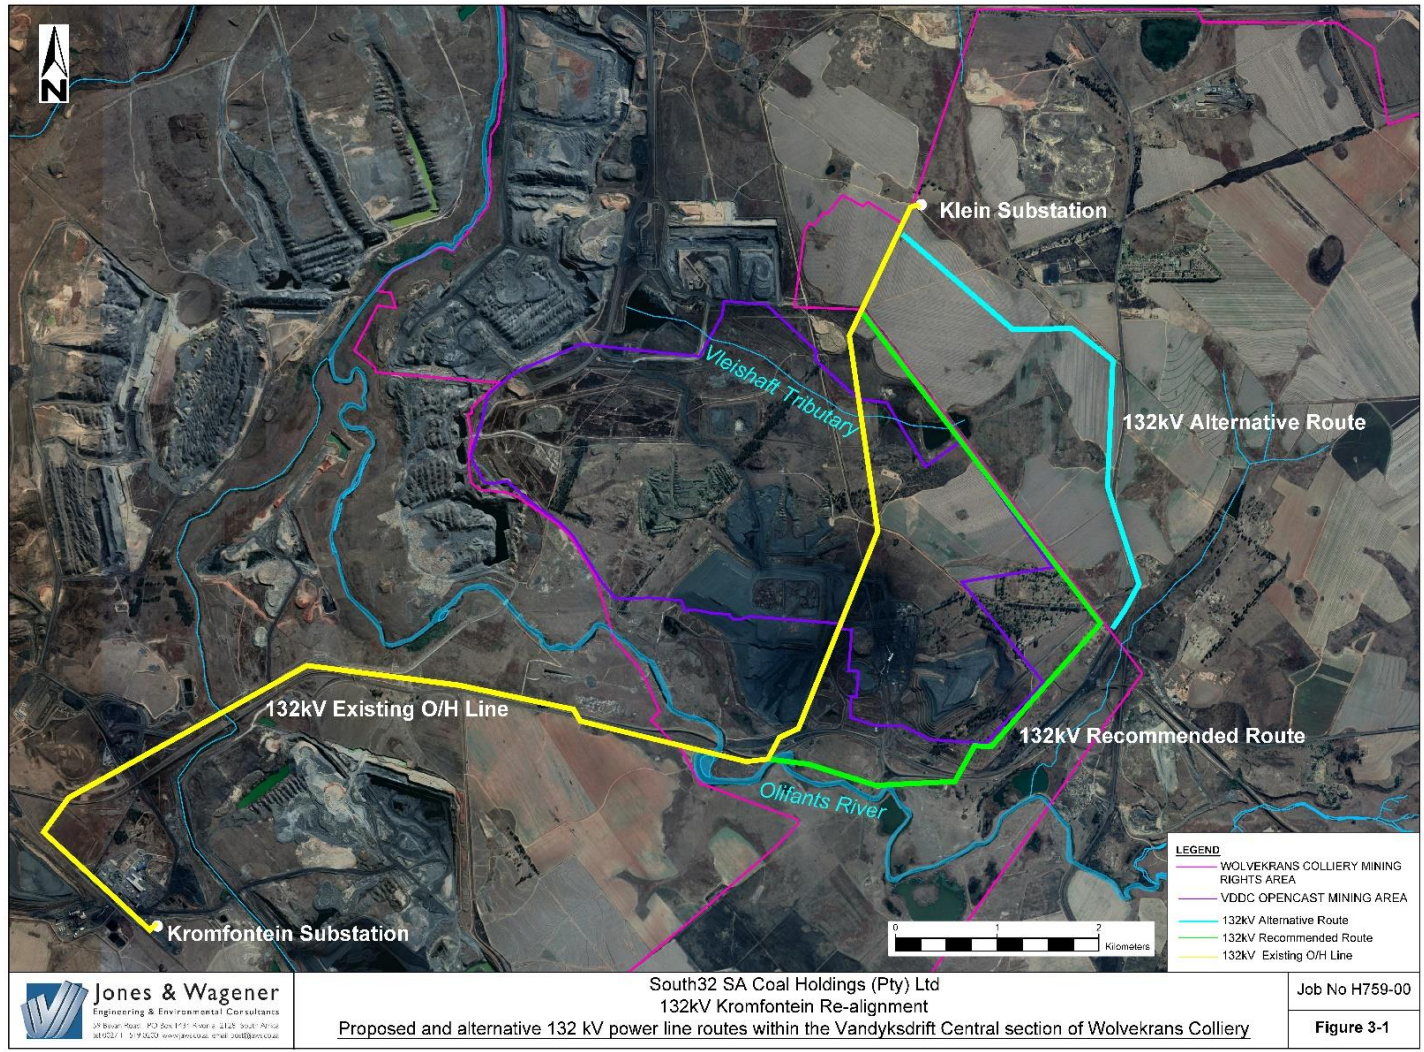 N
Klein Substation
Vleishaft Tributary
132kV Alternative Route
132kV Existing O/H Line
132kV Recommended Route
Olifants River
Kromfontein Substation
LEGEND
WOLVEKRANS COLLIERY MINING
RIGHTS AREA
VDDC OPENCAST MINING AREA
132kV Alternative Route
132kV Recommended Route
132kV Existing O/H Line
0 1 2
Kilometers
Jones & Wagener
Engineering & Environmental Consultants
South32 SA Coal Holdings (Pty) Ltd
132kV Kromfontein Re-alignment
Proposed and alternative 132 kV power line routes within the Vandyksdrift Central section of Wolvekrans Colliery
Job No H759-00
Figure 3-1